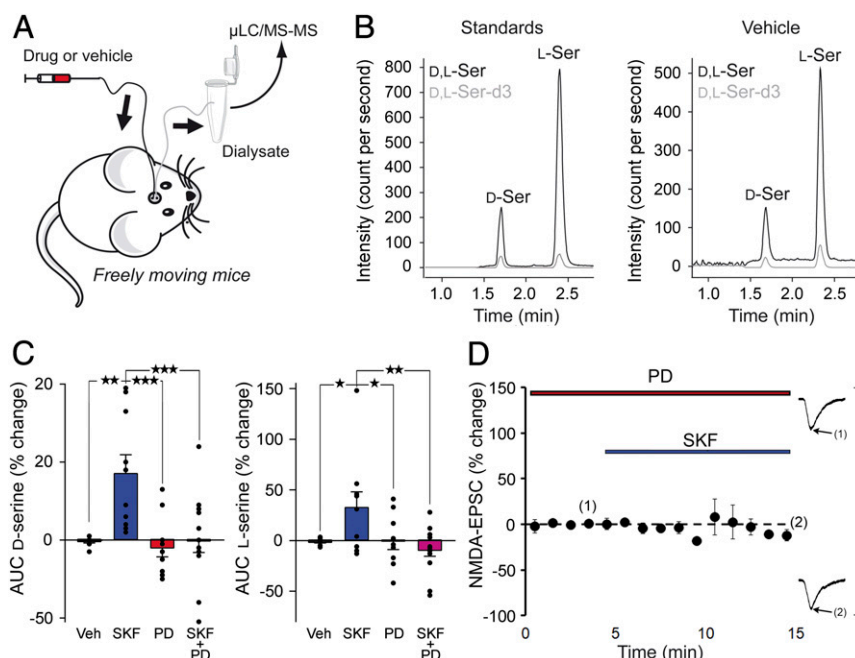 A
Drug or vehicle
µLC/MS-MS
Dialysate
Freely moving mice
B
Standards
Intensity (count per second)
800
700
600
500
400
300
200
100
0
D,L-Ser
D,L-Ser-d3
D-Ser
L-Ser
1.0 1.5 2.0 2.5
Time (min)
Vehicle
Intensity (count per second)
500
400
300
200
100
0
D,L-Ser
D,L-Ser-d3
D-Ser
L-Ser
1.0 1.5 2.0 2.5
Time (min)
C
AUC D-serine (% change)
20
20
0
-50
★★★
★★ ★★★
Veh SKF PD SKF
+
PD
AUC L-serine (% change)
150
100
50
0
-50
★★
★ ★
Veh SKF PD SKF
+
PD
D
NMDA-EPSC (% change)
150
100
50
0
-50
-100
PD
SKF
(1)
(2)
(1)
(2)
0 5 10 15
Time (min)